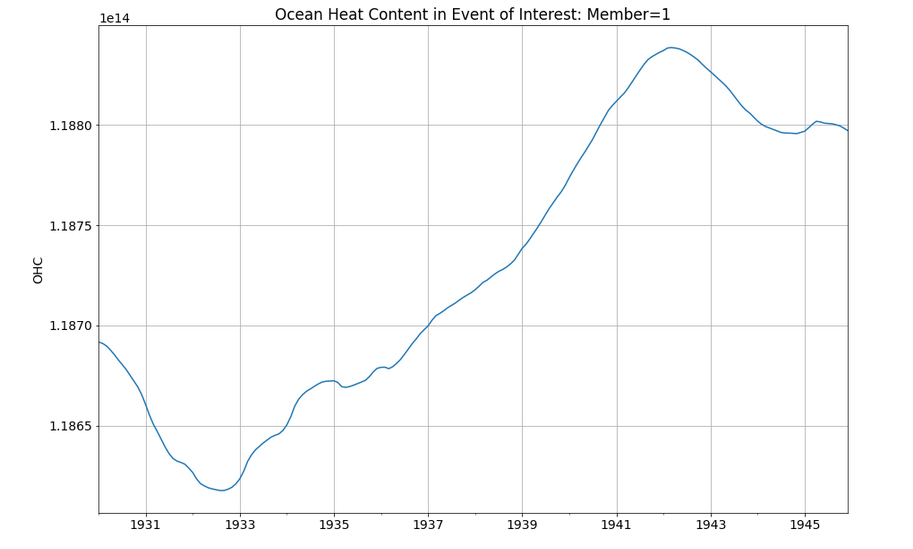 Ocean Heat Content in Event of Interest: Member=1
1e14
1.1880
1.1875
1.1870
1.1865
OHC
1931 1933 1935 1937 1939 1941 1943 1945